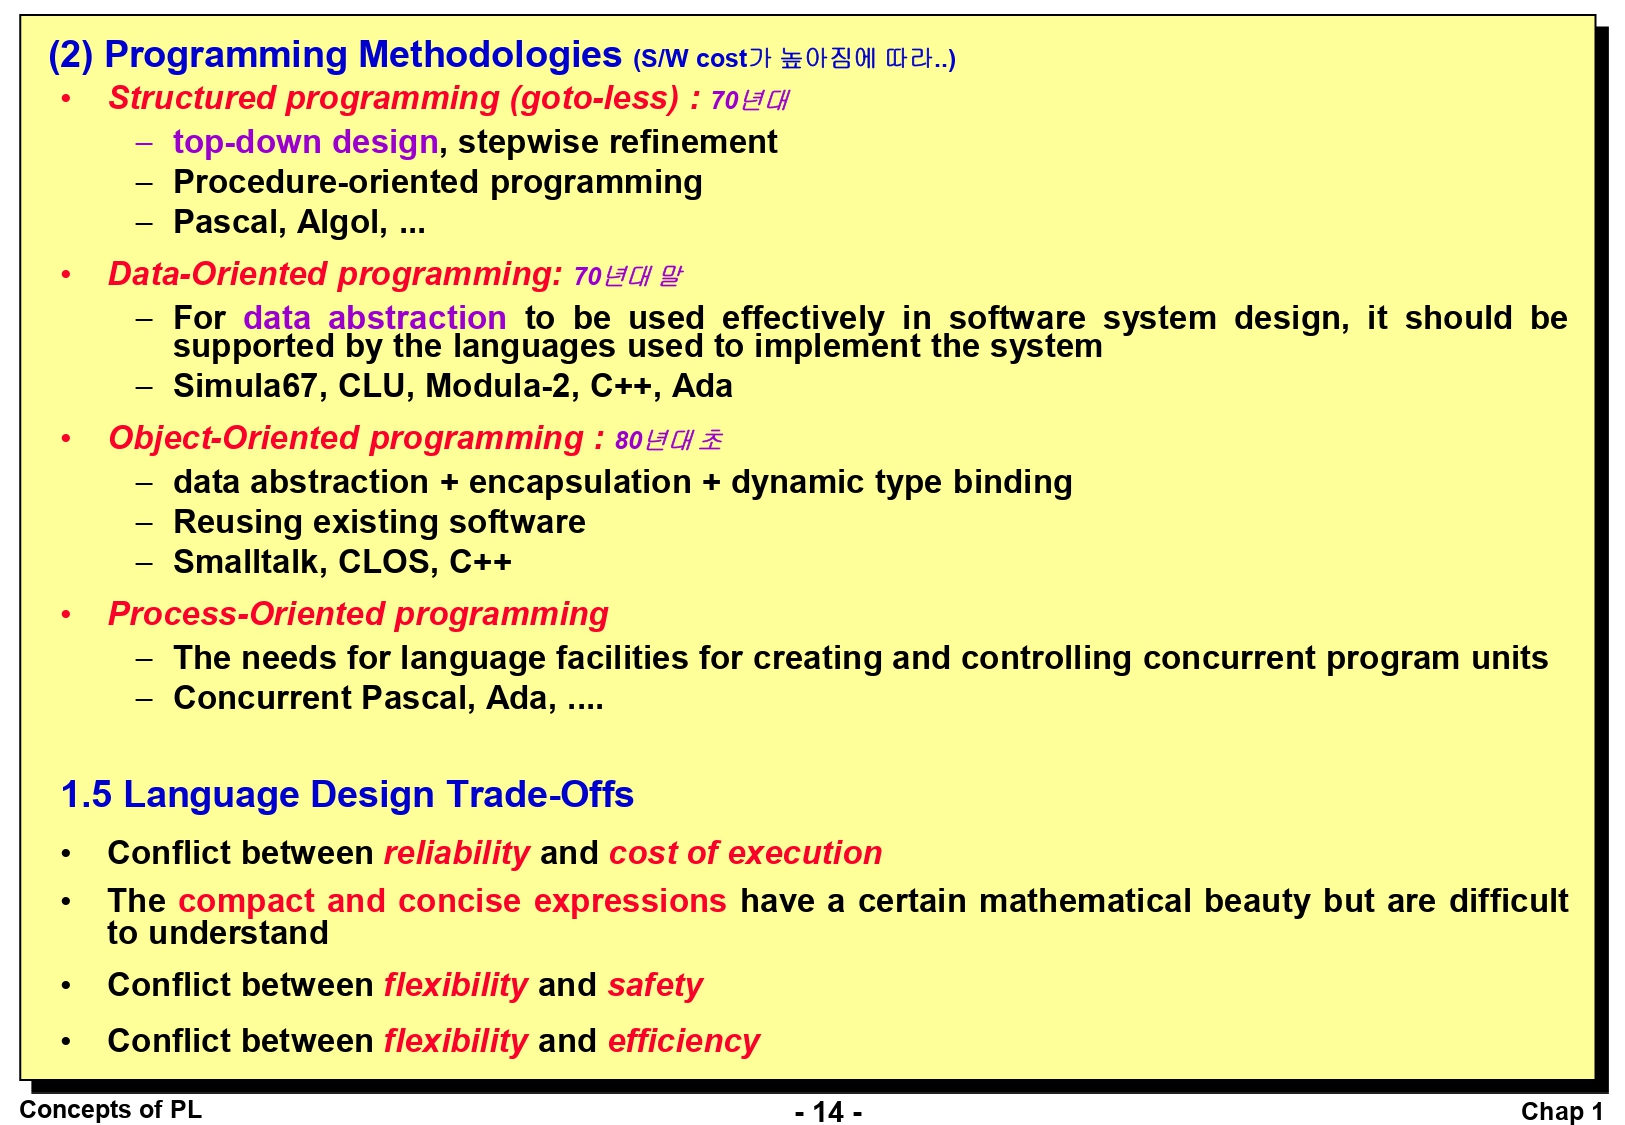 (2) Programming Methodologies (S/W cost가 높아짐에 따라..)
• Structured programming (goto-less) : 70년대
– top-down design, stepwise refinement
– Procedure-oriented programming
– Pascal, Algol, ...
• Data-Oriented programming: 70년대 말
– For data abstraction to be used effectively in software system design, it should be
supported by the languages used to implement the system
– Simula67, CLU, Modula-2, C++, Ada
• Object-Oriented programming : 80년대 초
– data abstraction + encapsulation + dynamic type binding
– Reusing existing software
– Smalltalk, CLOS, C++
• Process-Oriented programming
– The needs for language facilities for creating and controlling concurrent program units
– Concurrent Pascal, Ada, ....
1.5 Language Design Trade-Offs
• Conflict between reliability and cost of execution
• The compact and concise expressions have a certain mathematical beauty but are difficult
to understand
• Conflict between flexibility and safety
• Conflict between flexibility and efficiency
Concepts of PL
- 14 -
Chap 1